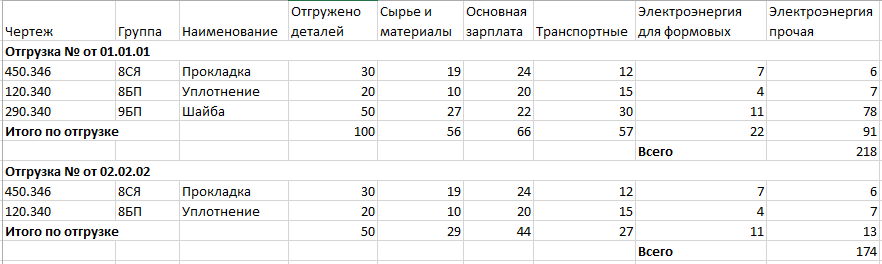 Чертеж Группа Наименование Отгружено деталей Сырье и материалы Основная зарплата Транспортные Электроэнергия для формовых Электроэнергия прочая
Отгрузка № от 01.01.01
450.346 8СЯ Прокладка 30 19 24 12 7 6
120.340 8БП Уплотнение 20 10 20 15 4 7
290.340 9БП Шайба 50 27 22 30 11 78
Итого по отгрузке 100 56 66 57 22 91
Всего 218
Отгрузка № от 02.02.02
450.346 8СЯ Прокладка 30 19 24 12 7 6
120.340 8БП Уплотнение 20 10 20 15 4 7
Итого по отгрузке 50 29 44 27 11 13
Всего 174